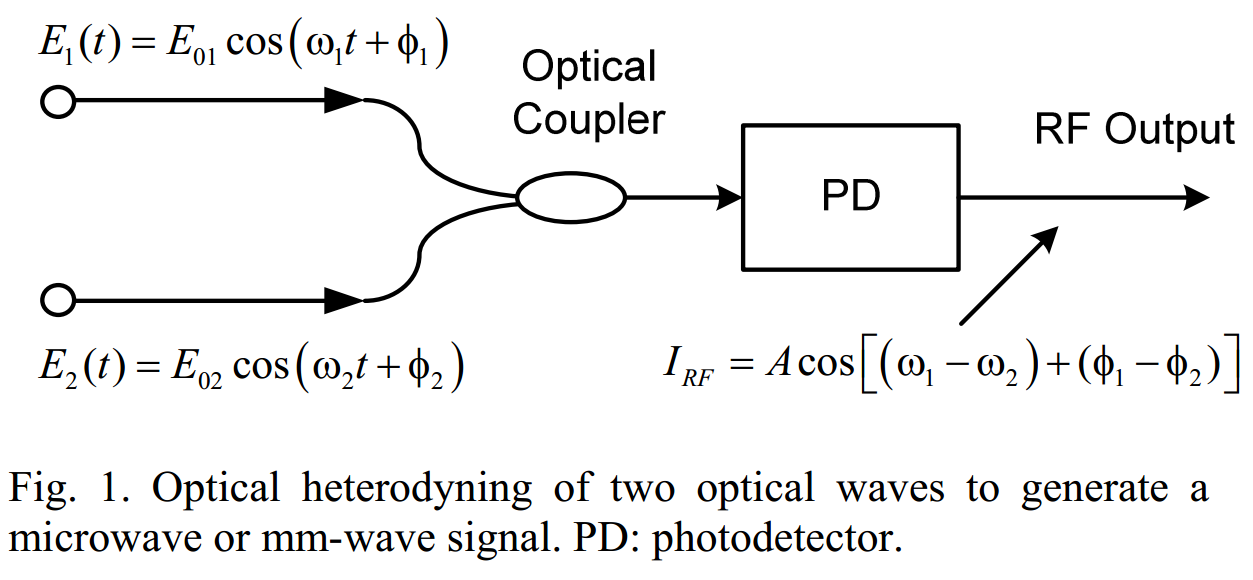 E₁(t) = E₀₁ cos(ω₁t + ϕ₁)
Optical
Coupler
RF Output
PD
E₂(t) = E₀₂ cos(ω₂t + ϕ₂)
I_RF = A cos[(ω₁ − ω₂) + (ϕ₁ − ϕ₂)]
Fig. 1. Optical heterodyning of two optical waves to generate a
microwave or mm-wave signal. PD: photodetector.